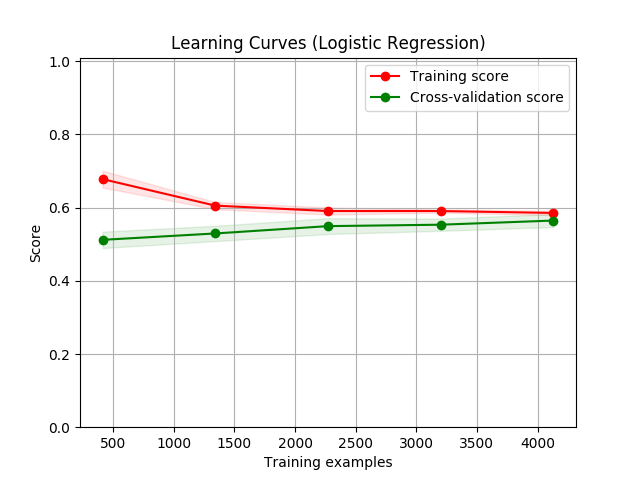 Learning Curves (Logistic Regression)
Training score
Cross-validation score
1.0
0.8
0.6
0.4
0.2
0.0
Score
500 1000 1500 2000 2500 3000 3500 4000
Training examples